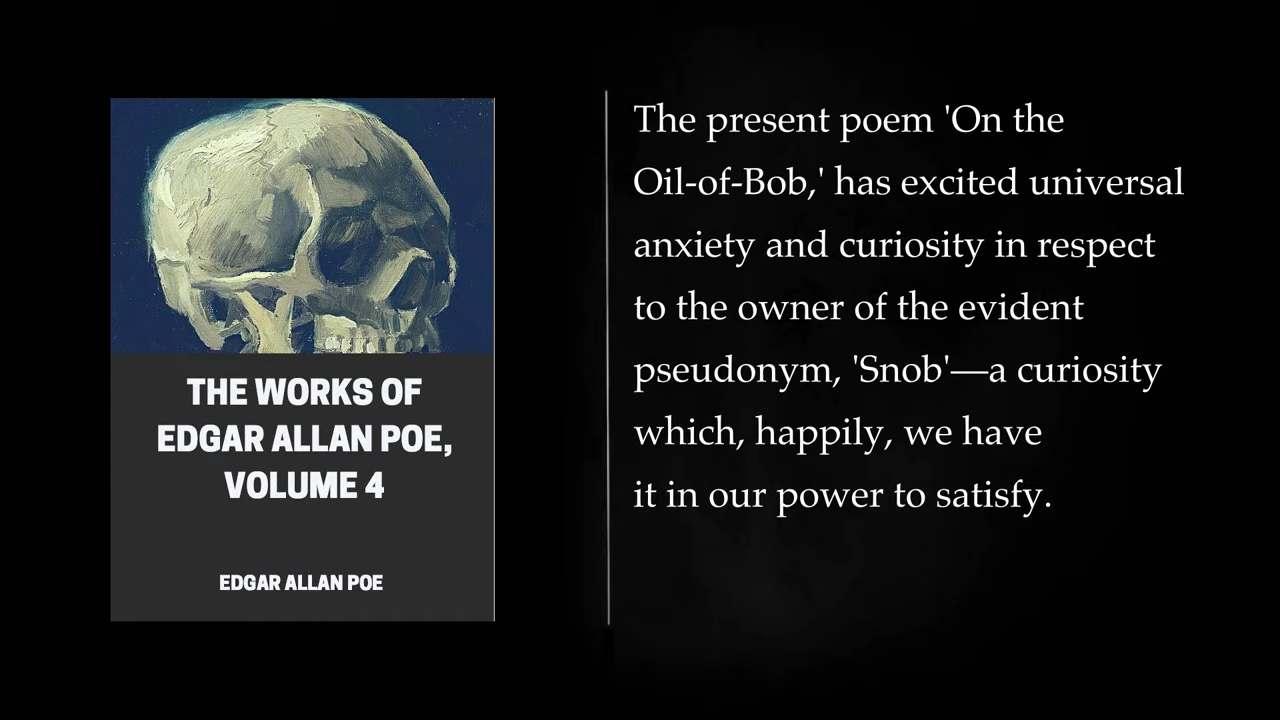 THE WORKS OF
EDGAR ALLAN POE,
VOLUME 4
EDGAR ALLAN POE
The present poem 'On the
Oil-of-Bob,' has excited universal
anxiety and curiosity in respect
to the owner of the evident
pseudonym, 'Snob'—a curiosity
which, happily, we have
it in our power to satisfy.